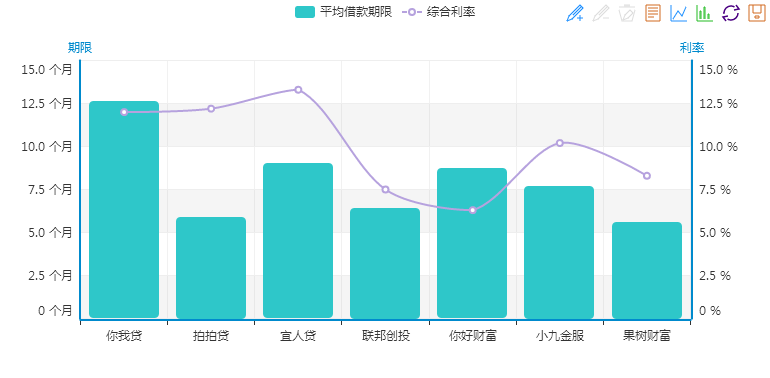 平均借款期限 综合利率
期限 利率
15.0 个月 15.0 %
12.5 个月 12.5 %
10.0 个月 10.0 %
7.5 个月 7.5 %
5.0 个月 5.0 %
2.5 个月 2.5 %
0 个月 0 %
你我贷 拍拍贷 宜人贷 联邦创投 你好财富 小九金服 果树财富